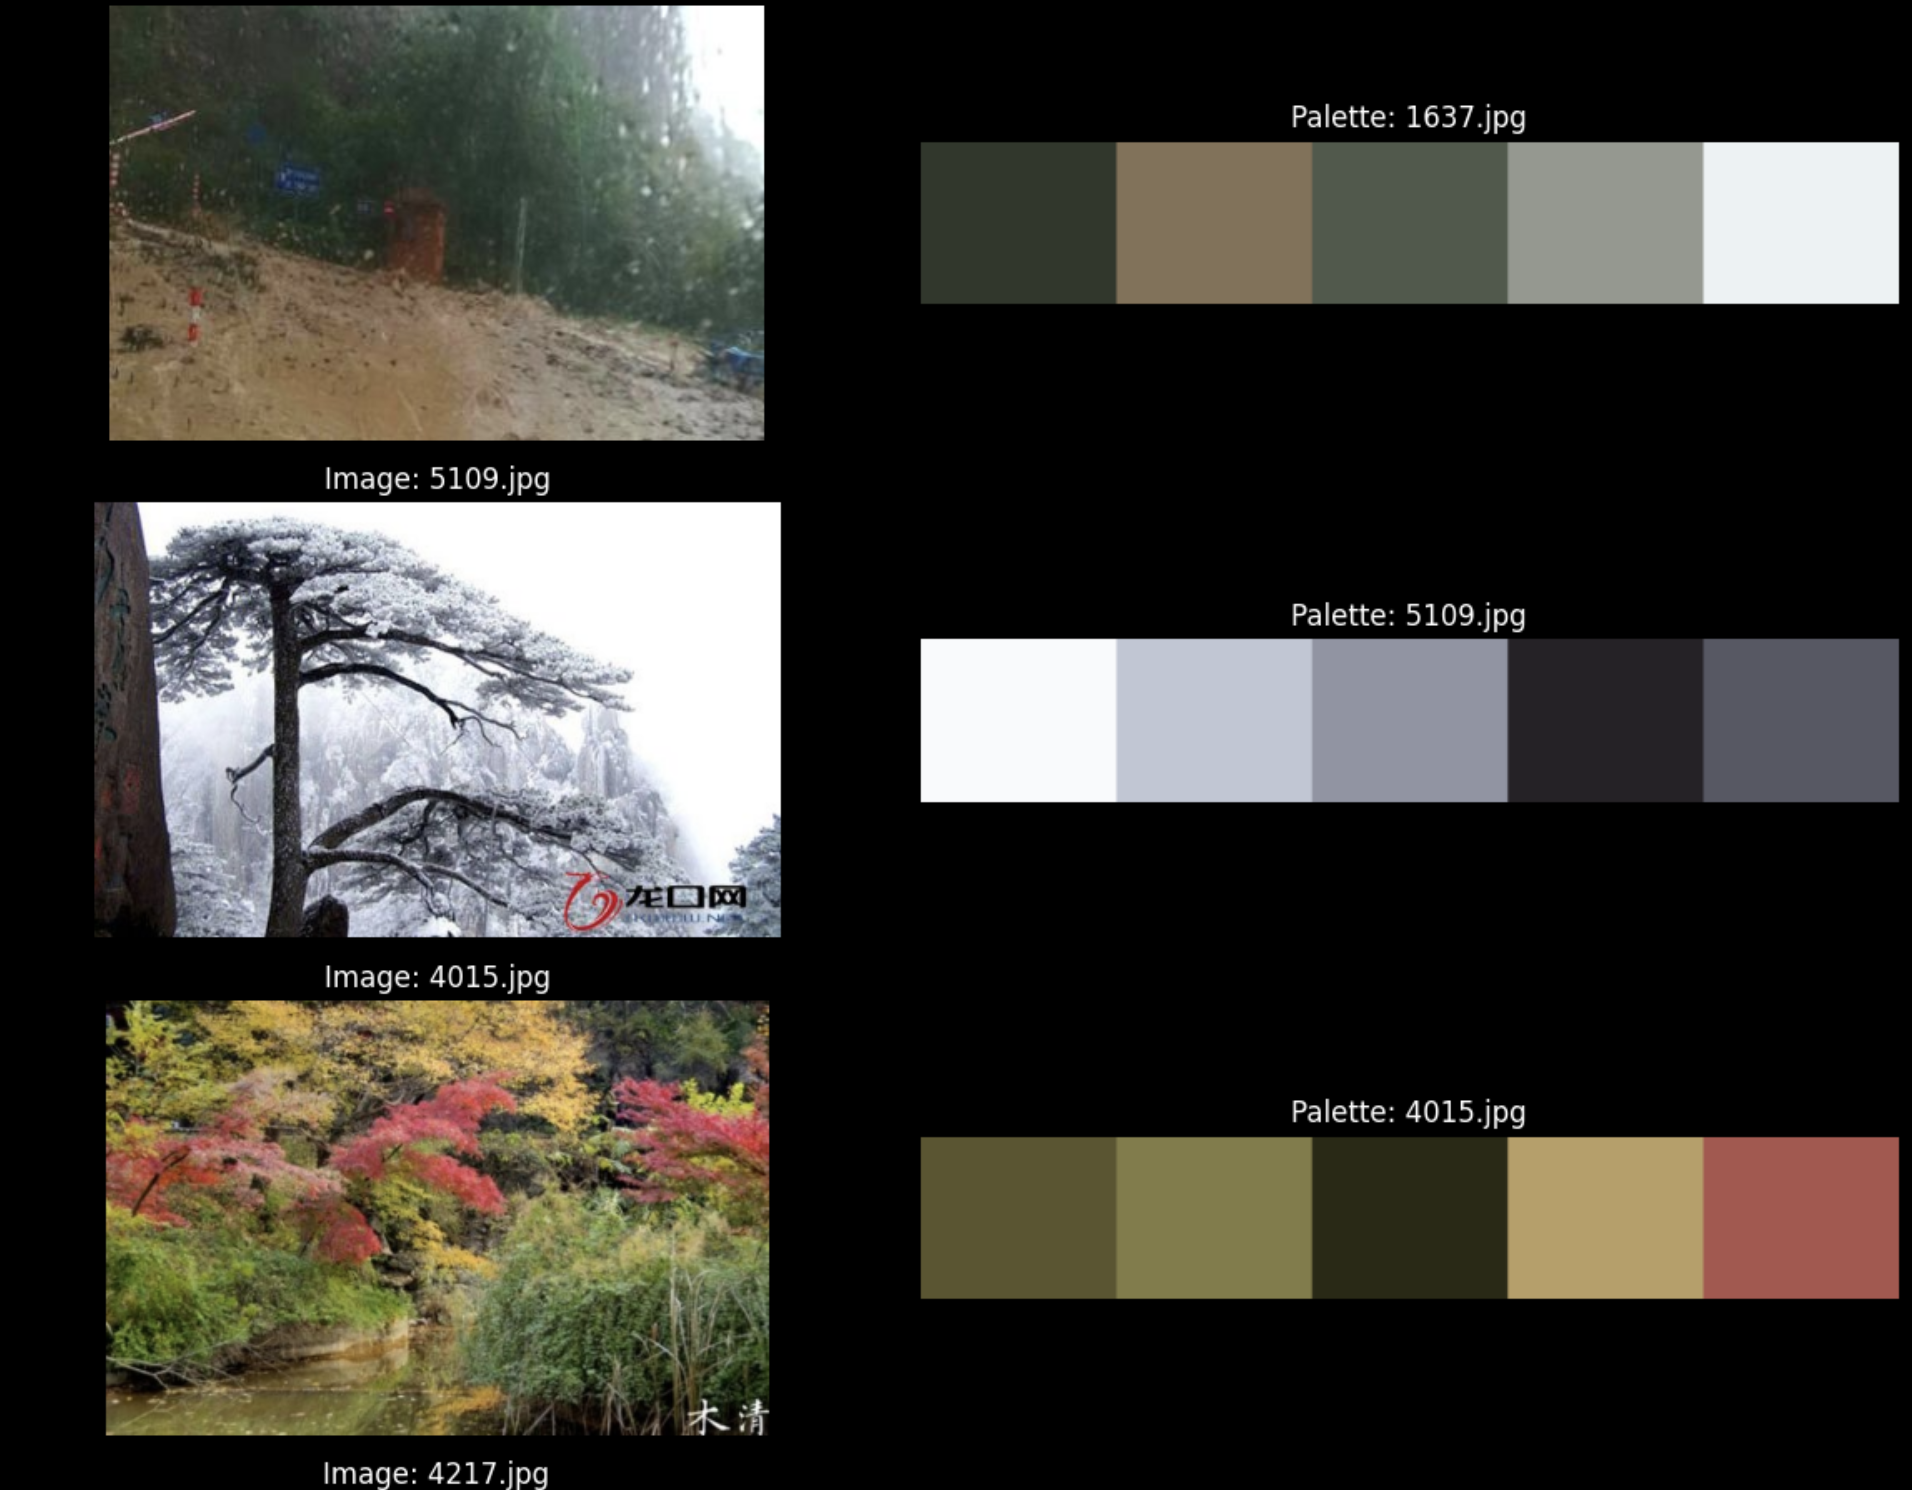 Palette: 1637.jpg
Image: 5109.jpg
Palette: 5109.jpg
龙口网
Image: 4015.jpg
Palette: 4015.jpg
木清
Image: 4217.jpg